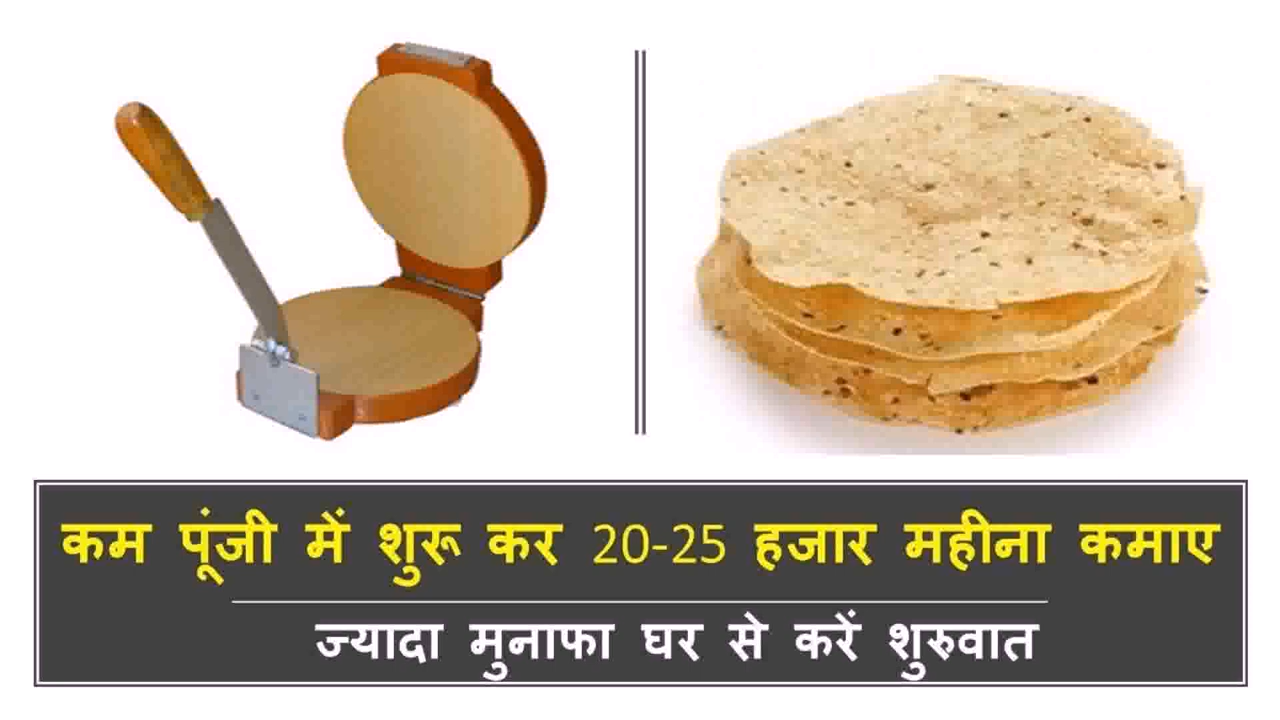 कम पूंजी में शुरू कर 20-25 हजार महीना कमाए
ज्यादा मुनाफा घर से करें शुरुवात